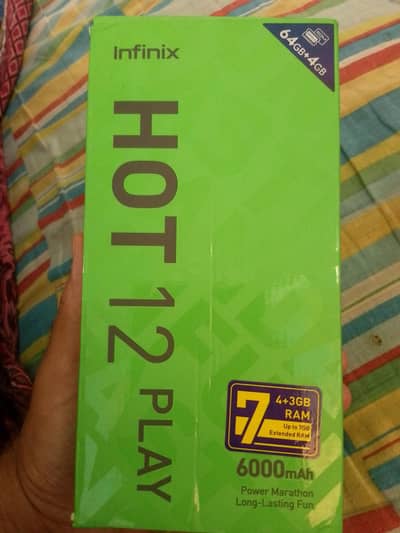 Infinix
64GB+4GB
HOT 12 PLAY
7
4+3GB
RAM
Up to 7GB
Extended RAM
6000mAh
Power Marathon
Long-Lasting Fun